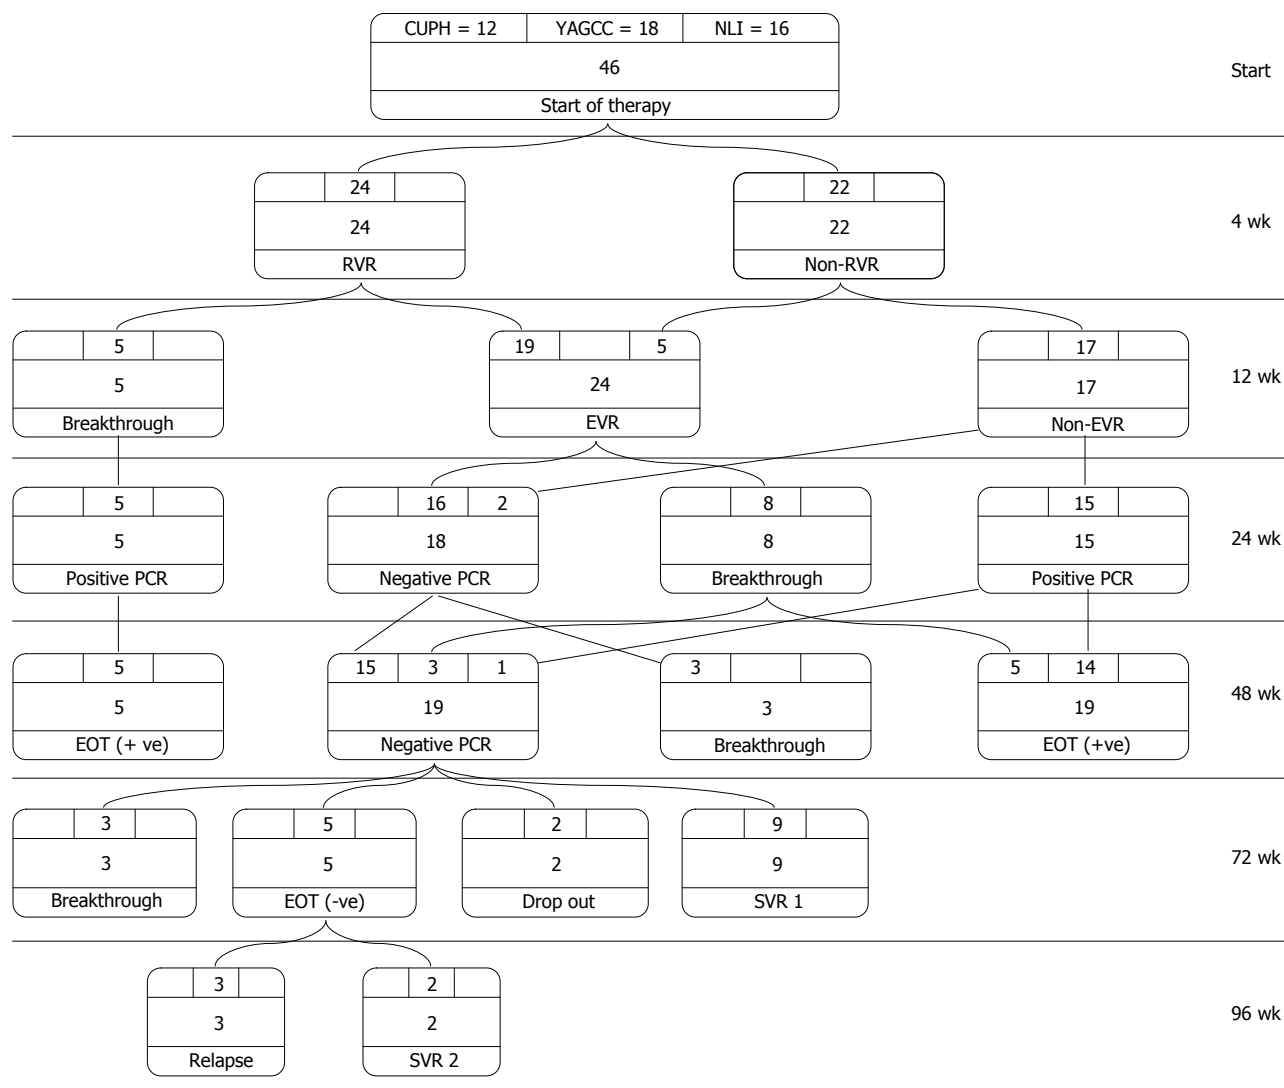 CUPH = 12 YAGCC = 18 NLI = 16
46
Start of therapy
Start
24 22
24 22
RVR Non-RVR
4 wk
5 19 5 17
5 24 17
Breakthrough EVR Non-EVR
12 wk
5 16 2 8 15
5 18 8 15
Positive PCR Negative PCR Breakthrough Positive PCR
24 wk
5 15 3 1 3 5 14
5 19 3 19
EOT (+ ve) Negative PCR Breakthrough EOT (+ve)
48 wk
3 5 2 9
3 5 2 9
Breakthrough EOT (-ve) Drop out SVR 1
72 wk
3 2
3 2
Relapse SVR 2
96 wk